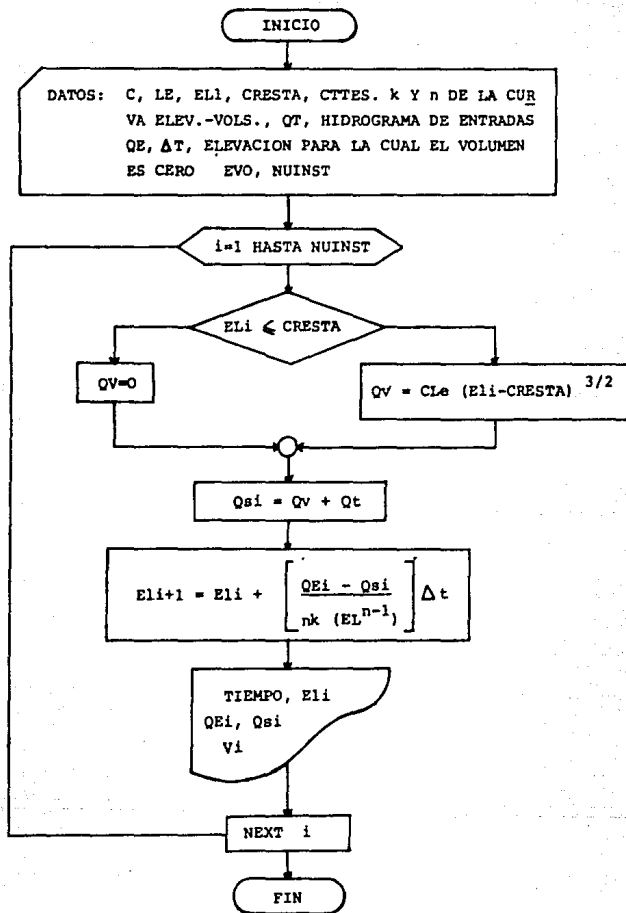 INICIO
DATOS: C, LE, EL1, CRESTA, CTTES. k Y n DE LA CUR
VA ELEV.-VOLS., QT, HIDROGRAMA DE ENTRADAS
QE, ΔT, ELEVACION PARA LA CUAL EL VOLUMEN
ES CERO EVO, NUINST
i=1 HASTA NUINST
ELi ⩽ CRESTA
QV=0
Qv = CLe (Eli-CRESTA) 3/2
Qsi = Qv + Qt
Eli+1 = Eli + [ QEi - Qsi / nk (EL^n-1) ] Δt
TIEMPO, Eli
QEi, Qsi
Vi
NEXT i
FIN